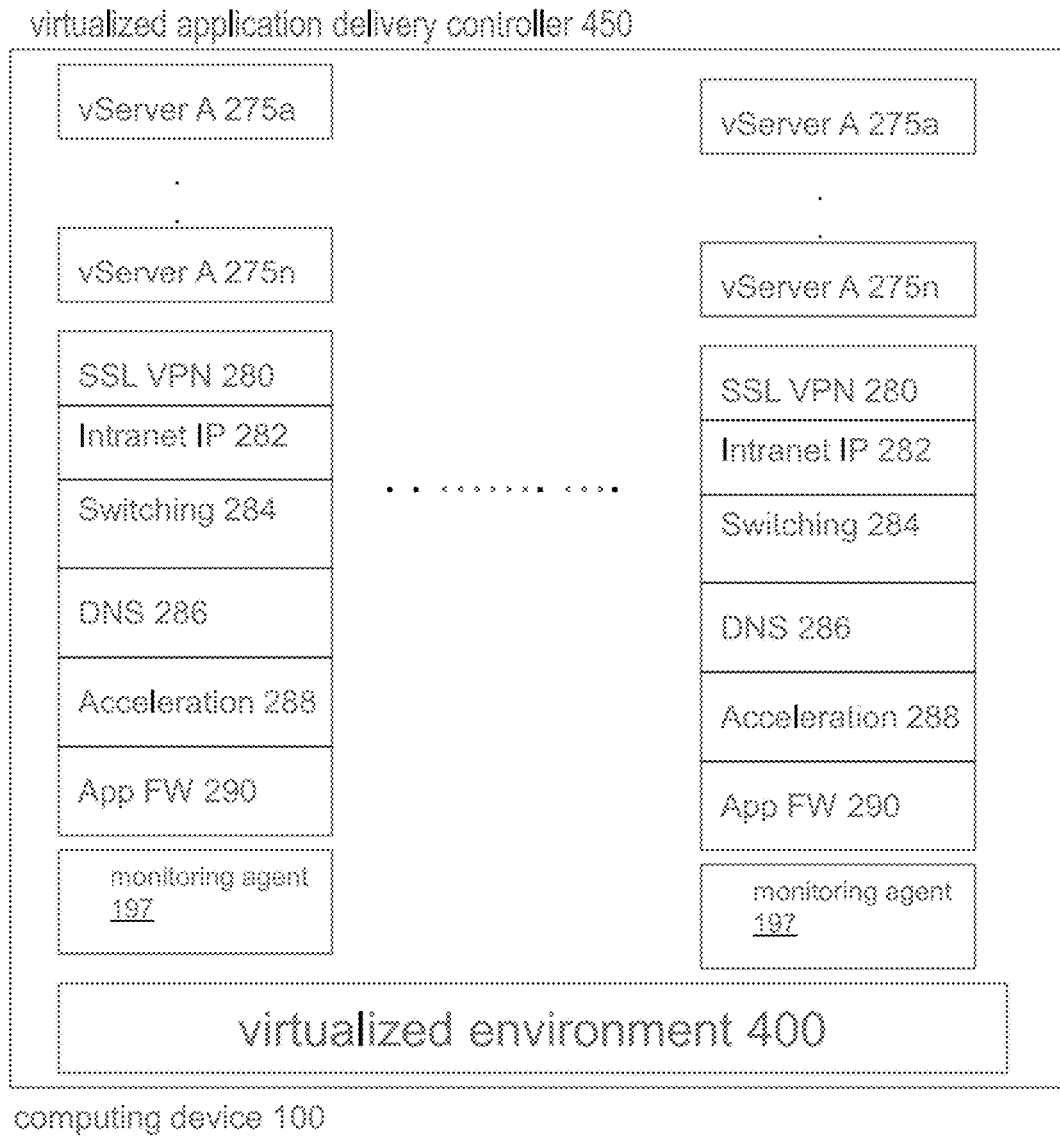 virtualized application delivery controller 450
vServer A 275a
vServer A 275n
SSL VPN 280
Intranet IP 282
Switching 284
DNS 286
Acceleration 288
App FW 290
monitoring agent
197
vServer A 275a
vServer A 275n
SSL VPN 280
Intranet IP 282
Switching 284
DNS 286
Acceleration 288
App FW 290
monitoring agent
197
virtualized environment 400
computing device 100